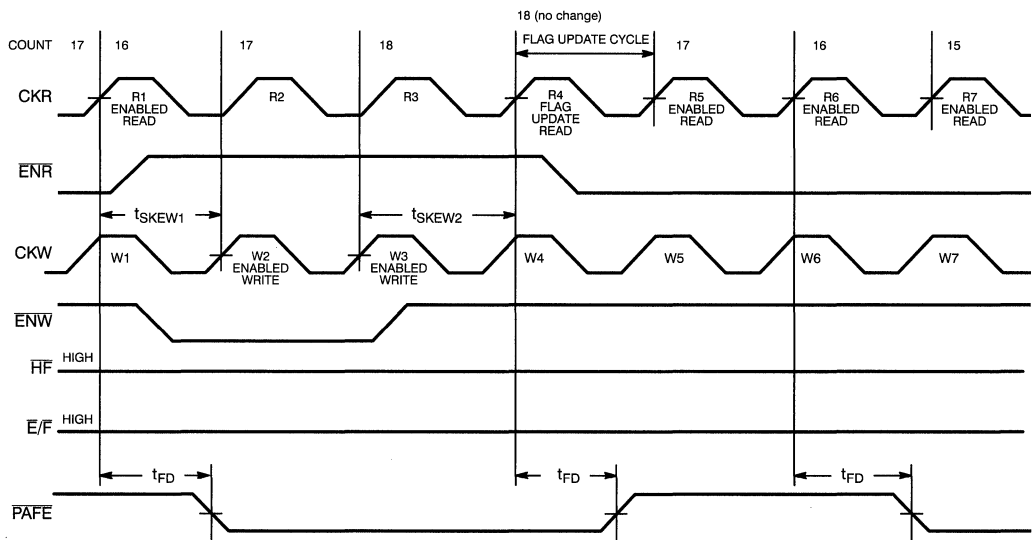 18 (no change)
COUNT 17 16 17 18 FLAG UPDATE CYCLE 17 16 15
CKR R1 ENABLED READ R2 R3 R4 FLAG UPDATE READ R5 ENABLED READ R6 ENABLED READ R7 ENABLED READ
ENR
tSKEW1 tSKEW2
CKW W1 W2 ENABLED WRITE W3 ENABLED WRITE W4 W5 W6 W7
ENW
HF HIGH
E/F HIGH
tFD tFD tFD
PAFE